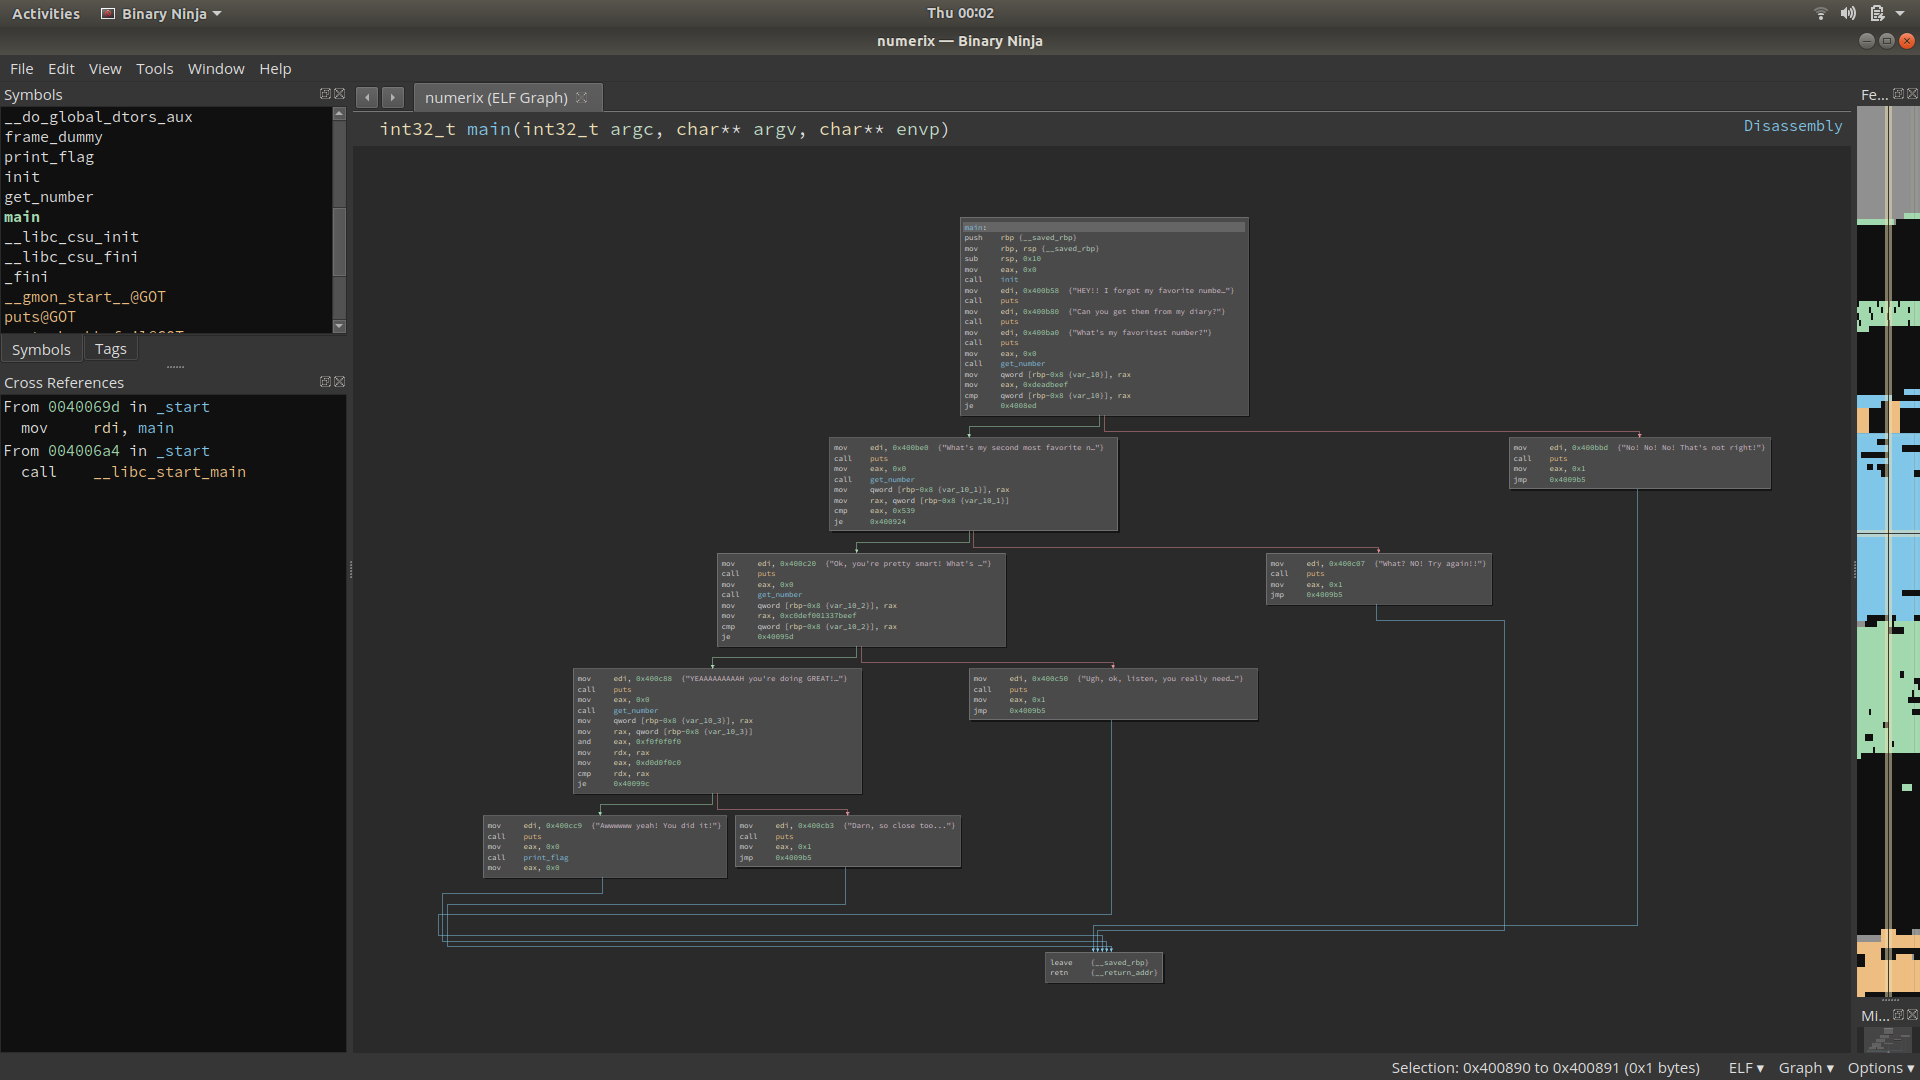 Activities Binary Ninja Thu 00:02
numerix — Binary Ninja
File Edit View Tools Window Help
Symbols
__do_global_dtors_aux
frame_dummy
print_flag
init
get_number
main
__libc_csu_init
__libc_csu_fini
_fini
__gmon_start__@GOT
puts@GOT
Symbols Tags
Cross References
From 0040069d in _start
mov rdi, main
From 004006a4 in _start
call __libc_start_main
numerix (ELF Graph)
int32_t main(int32_t argc, char** argv, char** envp)
Disassembly
main:
push rbp {__saved_rbp}
mov rbp, rsp {__saved_rbp}
sub rsp, 0x10
mov eax, 0x0
call init
mov edi, 0x400b58 {"HEY!! I forgot my favorite numbe…"}
call puts
mov edi, 0x400b80 {"Can you get them from my diary?"}
call puts
mov edi, 0x400ba0 {"What's my favoritest number?"}
call puts
mov eax, 0x0
call get_number
mov qword [rbp-0x8 {var_10}], rax
mov eax, 0xdeadbeef
cmp qword [rbp-0x8 {var_10}], rax
je 0x4008ed
mov edi, 0x400be0 {"What's my second most favorite n…"}
call puts
mov eax, 0x0
call get_number
mov qword [rbp-0x8 {var_10_1}], rax
mov rax, qword [rbp-0x8 {var_10_1}]
cmp eax, 0x539
je 0x400924
mov edi, 0x400bbd {"No! No! No! That's not right!"}
call puts
mov eax, 0x1
jmp 0x4009b5
mov edi, 0x400c20 {"Ok, you're pretty smart! What's …"}
call puts
mov eax, 0x0
call get_number
mov qword [rbp-0x8 {var_10_2}], rax
mov rax, 0xc0def001337beef
cmp qword [rbp-0x8 {var_10_2}], rax
je 0x40095d
mov edi, 0x400c07 {"What? NO! Try again!!"}
call puts
mov eax, 0x1
jmp 0x4009b5
mov edi, 0x400c88 {"YEAAAAAAAAAH you're doing GREAT!…"}
call puts
mov eax, 0x0
call get_number
mov qword [rbp-0x8 {var_10_3}], rax
mov rax, qword [rbp-0x8 {var_10_3}]
and eax, 0xf0f0f0f0
mov rdx, rax
mov eax, 0xd0d0f0c0
cmp rdx, rax
je 0x40099c
mov edi, 0x400c50 {"Ugh, ok, listen, you really need…"}
call puts
mov eax, 0x1
jmp 0x4009b5
mov edi, 0x400cc9 {"Awwwwww yeah! You did it!"}
call puts
mov eax, 0x0
call print_flag
mov eax, 0x0
mov edi, 0x400cb3 {"Darn, so close too..."}
call puts
mov eax, 0x1
jmp 0x4009b5
leave {__saved_rbp}
retn {__return_addr}
Fe...
Mi...
Selection: 0x400890 to 0x400891 (0x1 bytes) ELF Graph Options